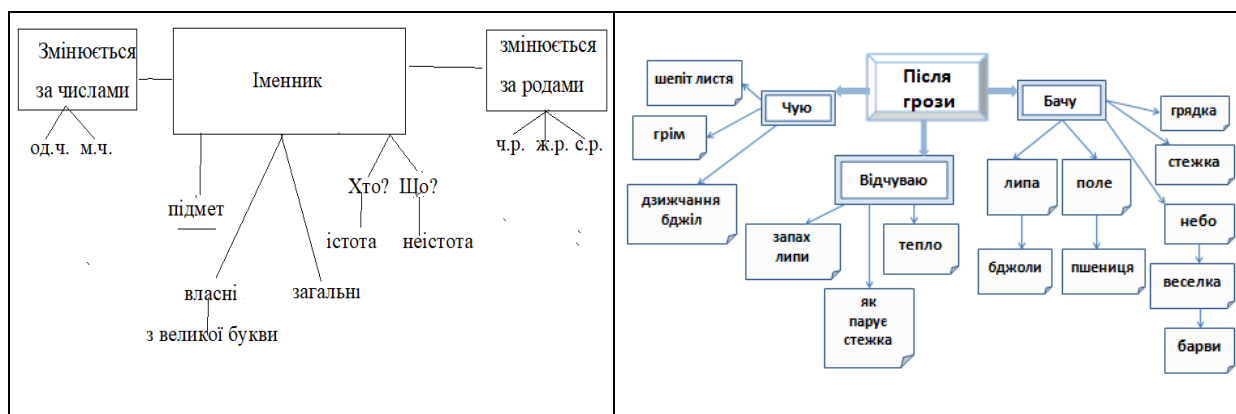 Змінюється
за числами
од.ч. м.ч.
Іменник
змінюється
за родами
ч.р. ж.р. с.р.
підмет
Хто? Що?
істота
неістота
власні
загальні
з великої букви
Після
грози
Чую
шепіт листя
грім
дзижчання
бджіл
Відчуваю
запах
липи
як
парує
стежка
тепло
Бачу
грядка
стежка
липа
поле
небо
бджоли
пшениця
веселка
барви